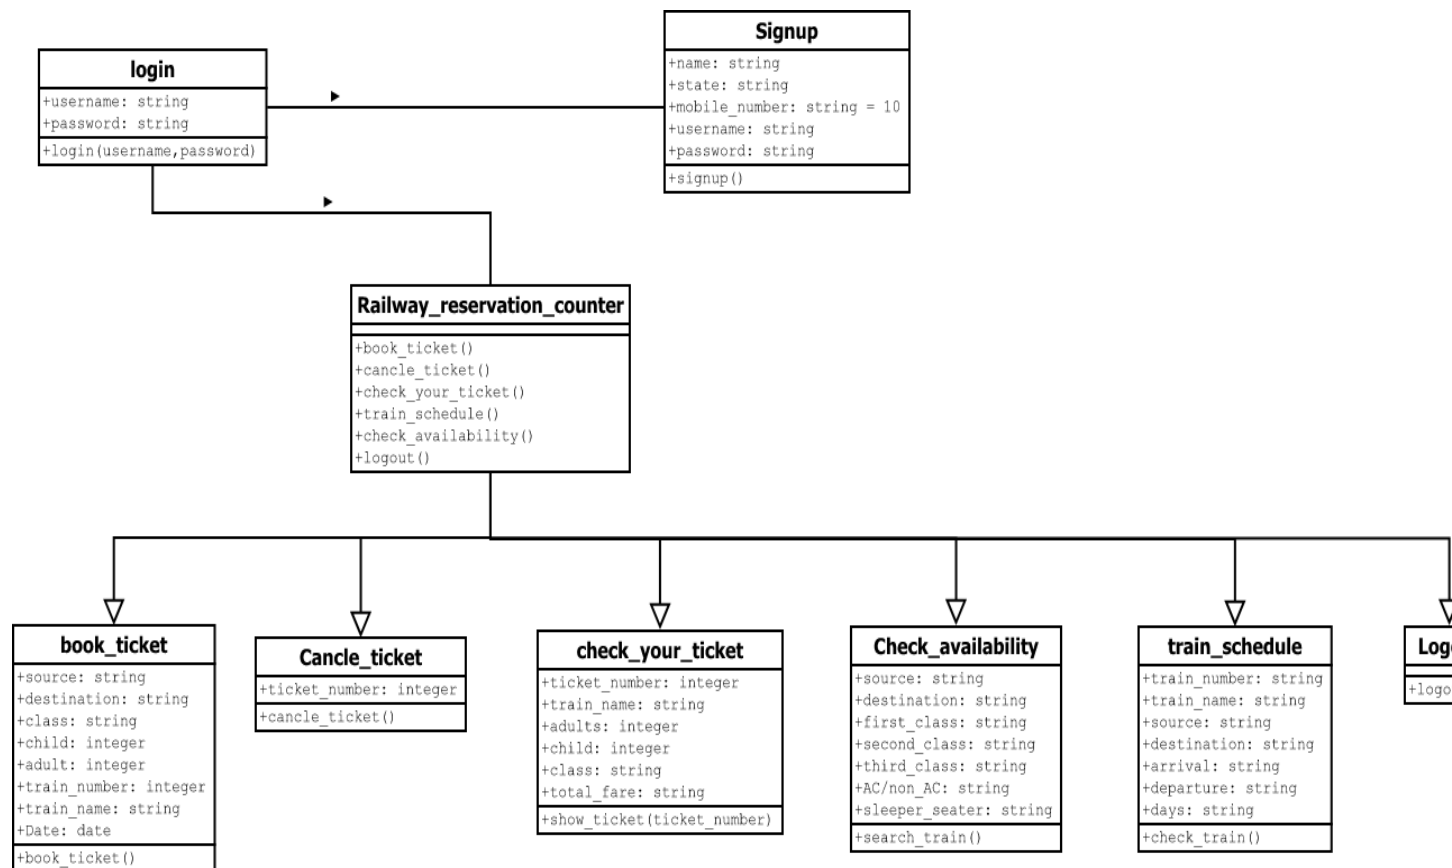 login
+username: string
+password: string
+login(username,password)
Signup
+name: string
+state: string
+mobile_number: string = 10
+username: string
+password: string
+signup()
Railway_reservation_counter
+book_ticket()
+cancle_ticket()
+check_your_ticket()
+train_schedule()
+check_availability()
+logout()
book_ticket
+source: string
+destination: string
+class: string
+child: integer
+adult: integer
+train_number: integer
+train_name: string
+Date: date
+book_ticket()
Cancle_ticket
+ticket_number: integer
+cancle_ticket()
check_your_ticket
+ticket_number: integer
+train_name: string
+adults: integer
+child: integer
+class: string
+total_fare: string
+show_ticket(ticket_number)
Check_availability
+source: string
+destination: string
+first_class: string
+second_class: string
+third_class: string
+AC/non_AC: string
+sleeper_seater: string
+search_train()
train_schedule
+train_number: string
+train_name: string
+source: string
+destination: string
+arrival: string
+departure: string
+days: string
+check_train()